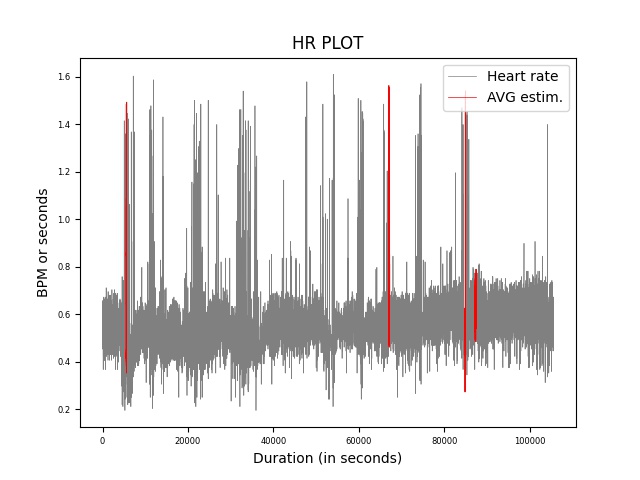 HR PLOT
Heart rate
AVG estim.
BPM or seconds
1.6
1.4
1.2
1.0
0.8
0.6
0.4
0.2
0 20000 40000 60000 80000 100000
Duration (in seconds)